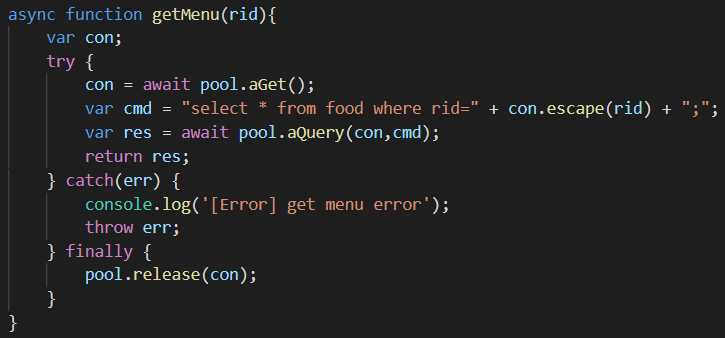 async function getMenu(rid){
    var con;
    try {
        con = await pool.aGet();
        var cmd = "select * from food where rid=" + con.escape(rid) + ";";
        var res = await pool.aQuery(con,cmd);
        return res;
    } catch(err) {
        console.log('[Error] get menu error');
        throw err;
    } finally {
        pool.release(con);
    }
}